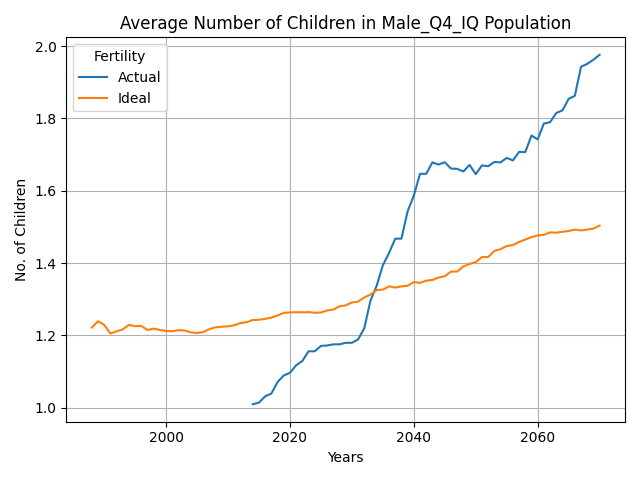 Average Number of Children in Male_Q4_IQ Population
Fertility
Actual
Ideal
2.0
1.8
1.6
1.4
1.2
1.0
No. of Children
2000
2020
2040
2060
Years